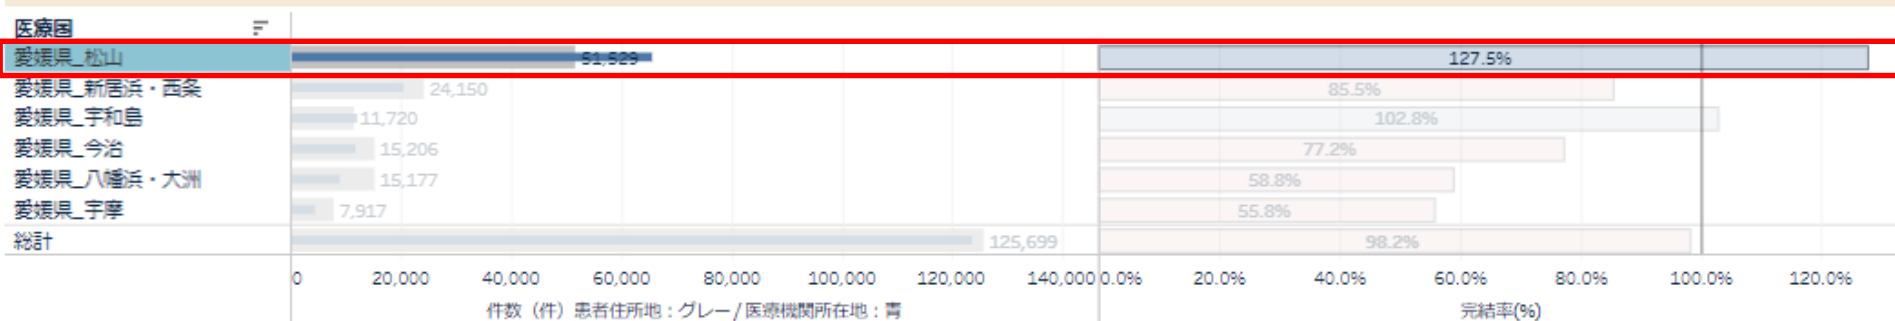 医療圏
愛媛県_松山 51,529 127.5%
愛媛県_新居浜・西条 24,150 85.5%
愛媛県_宇和島 11,720 102.8%
愛媛県_今治 15,206 77.2%
愛媛県_八幡浜・大洲 15,177 58.8%
愛媛県_宇摩 7,917 55.8%
総計 125,699 98.2%
0 20,000 40,000 60,000 80,000 100,000 120,000 140,000 0.0% 20.0% 40.0% 60.0% 80.0% 100.0% 120.0%
件数（件）患者住所地：グレー/医療機関所在地：青 完結率(%)